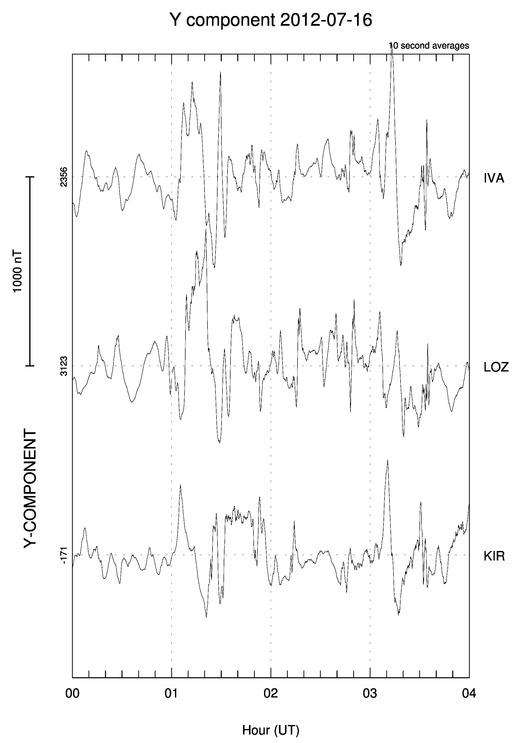 Y component 2012-07-16
10 second averages
2356
IVA
1000 nT
3123
LOZ
Y-COMPONENT
-171
KIR
00 01 02 03 04
Hour (UT)